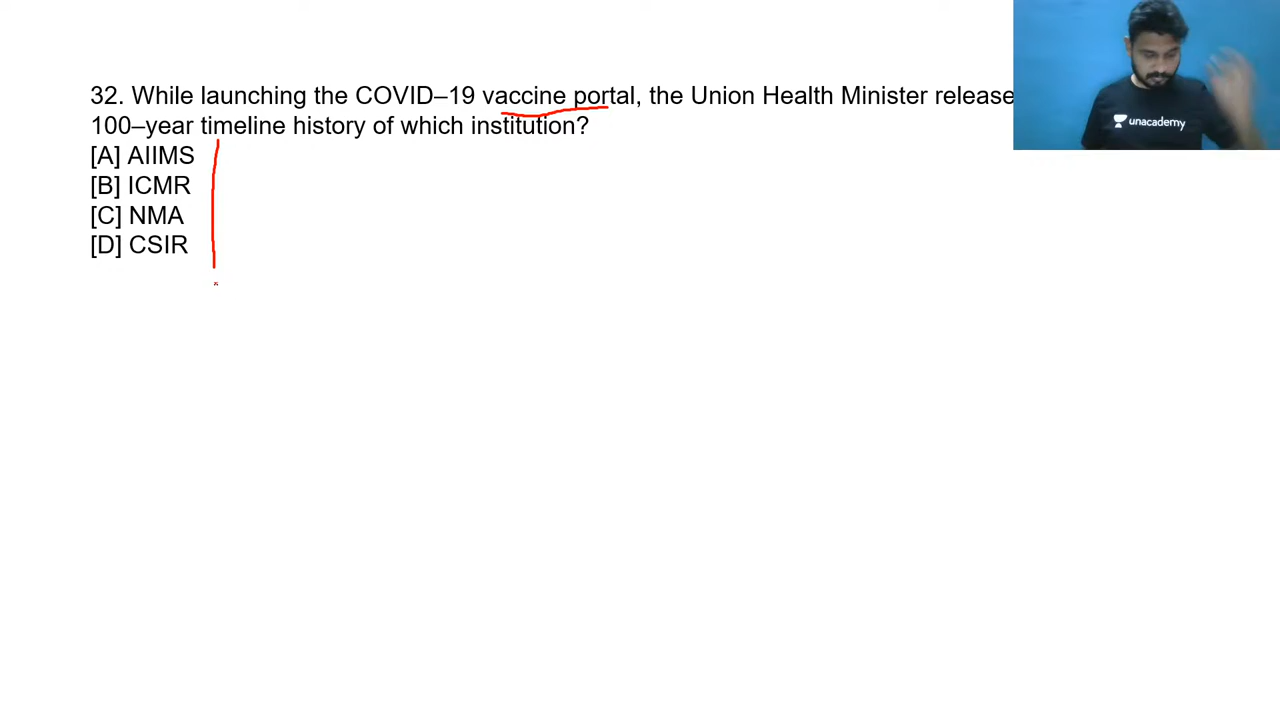 32. While launching the COVID–19 vaccine portal, the Union Health Minister release
100–year timeline history of which institution?
[A] AIIMS
[B] ICMR
[C] NMA
[D] CSIR
unacademy